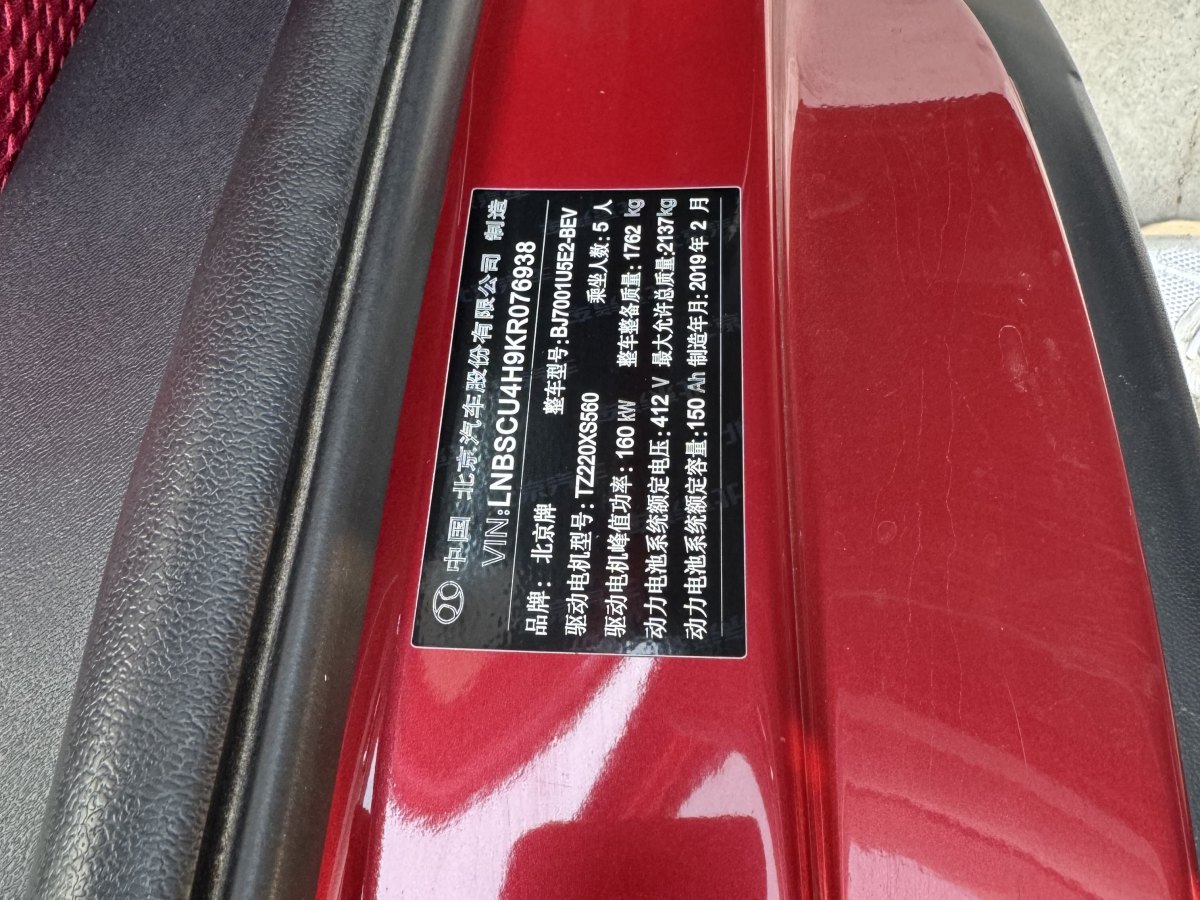 中国 北京汽车股份有限公司 制造
VIN:LNBSCU4H9KR076938
品牌: 北京牌 整车型号:BJ7001U5E2-BEV
驱动电机型号:TZ220XS560 乘坐人数:5 人
驱动电机峰值功率:160 kW 整车整备质量:1762 kg
动力电池系统额定电压:412 V 最大允许总质量:2137kg
动力电池系统额定容量:150 Ah 制造年月:2019 年 2 月